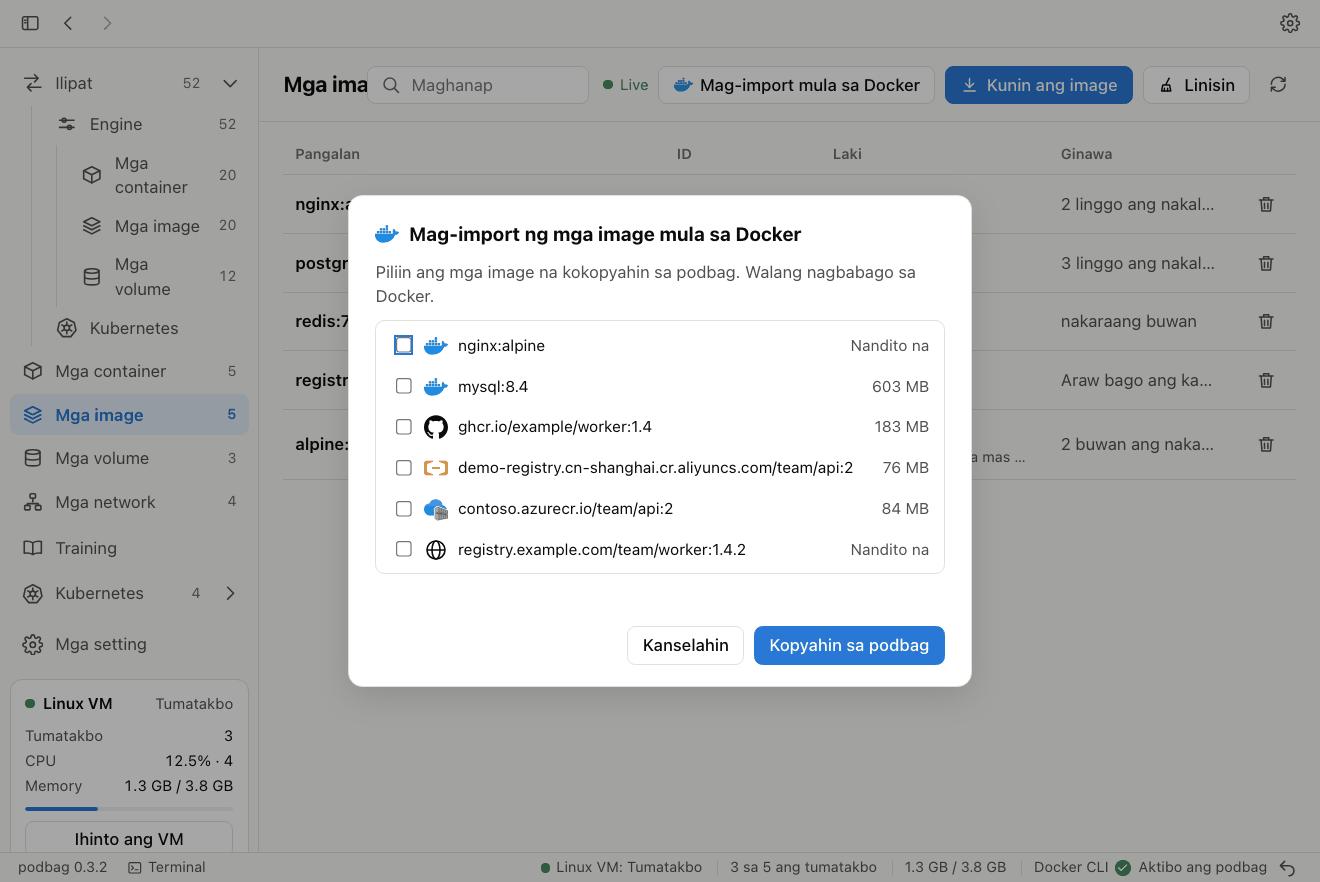 Ilipat 52
Engine 52
Mga container 20
Mga image 20
Mga volume 12
Kubernetes
Mga container 5
Mga image 5
Mga volume 3
Mga network 4
Training
Kubernetes 4
Mga setting
Linux VM Tumatakbo
Tumatakbo 3
CPU 12.5% · 4
Memory 1.3 GB / 3.8 GB
Ihinto ang VM
Mga ima
Maghanap
Live
Mag-import mula sa Docker
Kunin ang image
Linisin
Pangalan ID Laki Ginawa
nginx:a 2 linggo ang nakal...
postgr 3 linggo ang nakal...
redis:7 nakaraang buwan
registr Araw bago ang ka...
alpine: a mas ... 2 buwan ang naka...
Mag-import ng mga image mula sa Docker
Piliin ang mga image na kokopyahin sa podbag. Walang nagbabago sa
Docker.
nginx:alpine Nandito na
mysql:8.4 603 MB
ghcr.io/example/worker:1.4 183 MB
demo-registry.cn-shanghai.cr.aliyuncs.com/team/api:2 76 MB
contoso.azurecr.io/team/api:2 84 MB
registry.example.com/team/worker:1.4.2 Nandito na
Kanselahin
Kopyahin sa podbag
podbag 0.3.2 Terminal Linux VM: Tumatakbo 3 sa 5 ang tumatakbo 1.3 GB / 3.8 GB Docker CLI Aktibo ang podbag